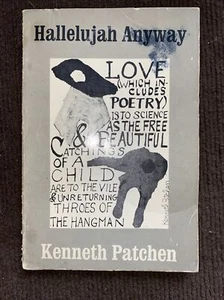 Hallelujah Anyway
LOVE
(WHICH IN-
CLUDES
POETRY)
IS TO SCIENCE
AS THE FREE
& BEAUTIFUL
CATCHINGS
OF A
CHILD
ARE TO THE VILE
& UNRETURNING
THROES OF
THE HANGMAN
Kenneth Patchen